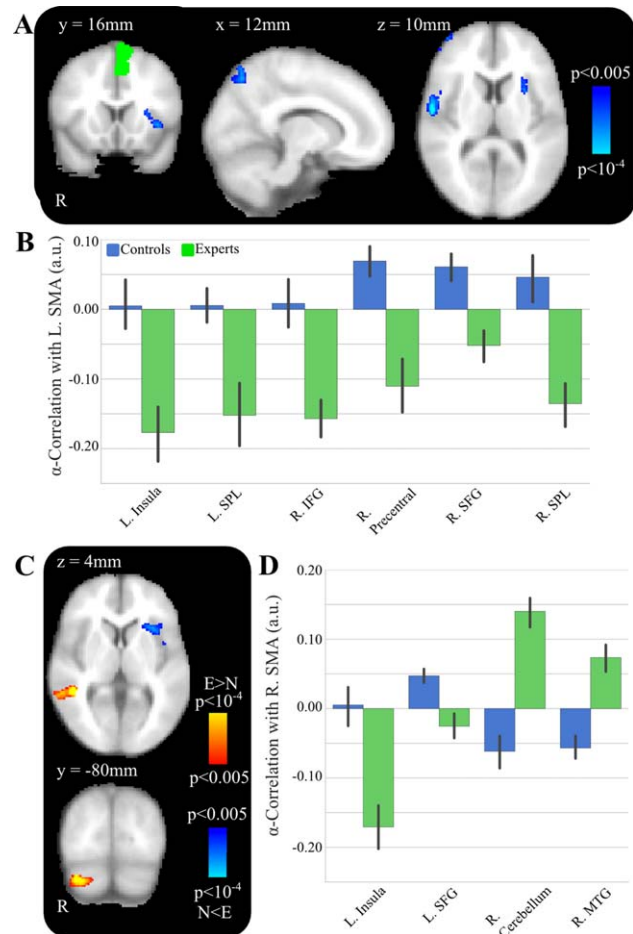 A
y = 16mm
x = 12mm
z = 10mm
p<0.005
p<10-4
R
B
Controls
Experts
α-Correlation with L. SMA (a.u.)
0.10
0.00
-0.10
-0.20
L. Insula
L. SPL
R. IFG
R.
Precentral
R. SFG
R. SPL
C
z = 4mm
E>N
p<10-4
p<0.005
y = -80mm
p<0.005
p<10-4
R
N<E
D
α-Correlation with R. SMA (a.u.)
0.20
0.10
0.00
-0.10
-0.20
L. Insula
L. SFG
R.
Cerebellum
R. MTG